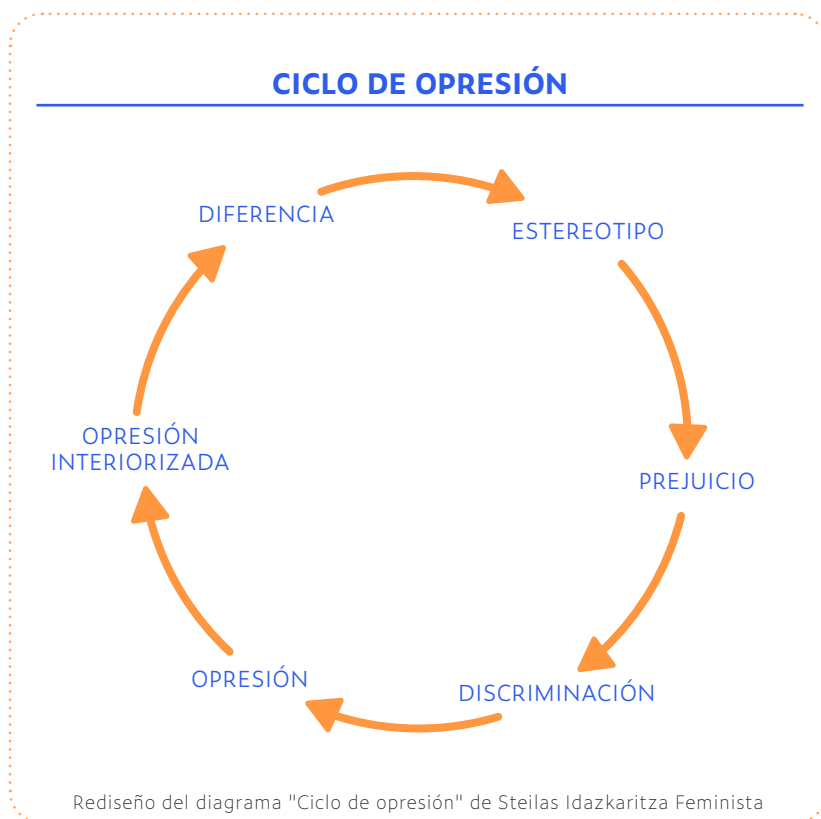 CICLO DE OPRESIÓN
DIFERENCIA
ESTEREOTIPO
PREJUICIO
DISCRIMINACIÓN
OPRESIÓN
OPRESIÓN
INTERIORIZADA
Rediseño del diagrama "Ciclo de opresión" de Steilas Idazkaritza Feminista